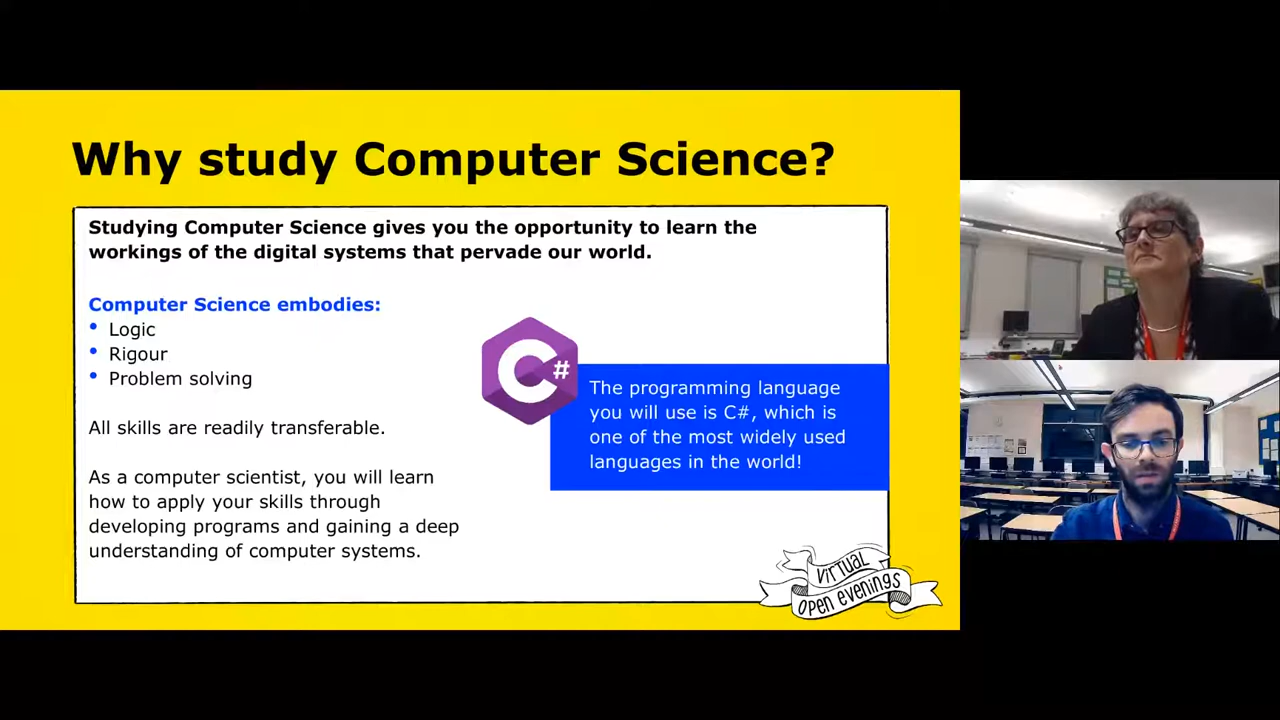 Why study Computer Science?
Studying Computer Science gives you the opportunity to learn the
workings of the digital systems that pervade our world.
Computer Science embodies:
• Logic
• Rigour
• Problem solving
All skills are readily transferable.
As a computer scientist, you will learn
how to apply your skills through
developing programs and gaining a deep
understanding of computer systems.
C#
The programming language
you will use is C#, which is
one of the most widely used
languages in the world!
VIRTUAL
OPEN EVENINGS